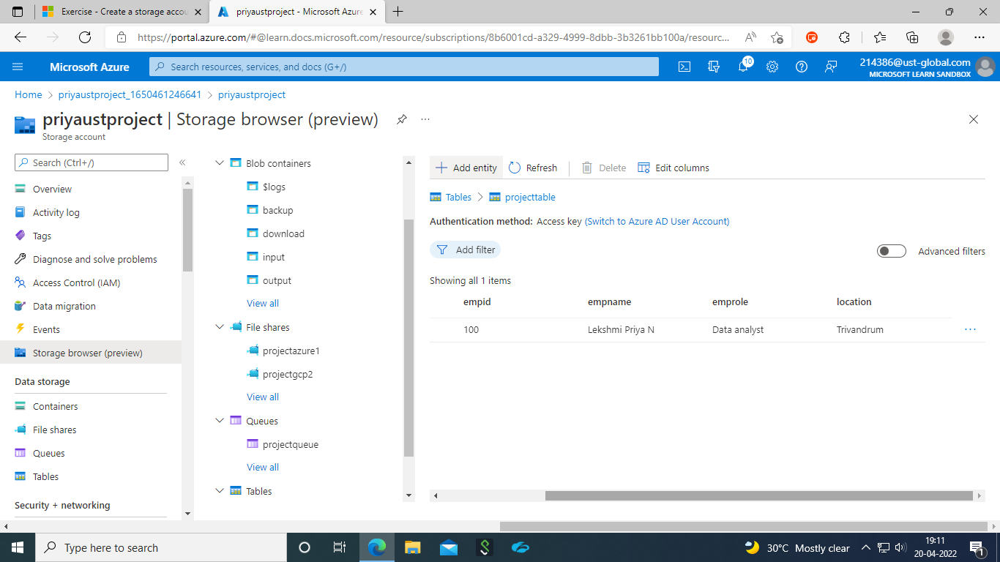 Exercise - Create a storage accou
priyaustproject - Microsoft Azure
https://portal.azure.com/#@learn.docs.microsoft.com/resource/subscriptions/8b6001cd-a329-4999-8dbb-3b3261bb100a/resourc...
Microsoft Azure
Search resources, services, and docs (G+/)
10
214386@ust-global.com
MICROSOFT LEARN SANDBOX
Home > priyaustproject_1650461246641 > priyaustproject
priyaustproject | Storage browser (preview)
Storage account
Search (Ctrl+/)
Overview
Activity log
Tags
Diagnose and solve problems
Access Control (IAM)
Data migration
Events
Storage browser (preview)
Data storage
Containers
File shares
Queues
Tables
Security + networking
Blob containers
$logs
backup
download
input
output
View all
File shares
projectazure1
projectgcp2
View all
Queues
projectqueue
View all
Tables
Add entity Refresh Delete Edit columns
Tables > projecttable
Authentication method: Access key (Switch to Azure AD User Account)
Add filter
Advanced filters
Showing all 1 items
empid empname emprole location
100 Lekshmi Priya N Data analyst Trivandrum
Type here to search
30°C Mostly clear
19:11
20-04-2022
1